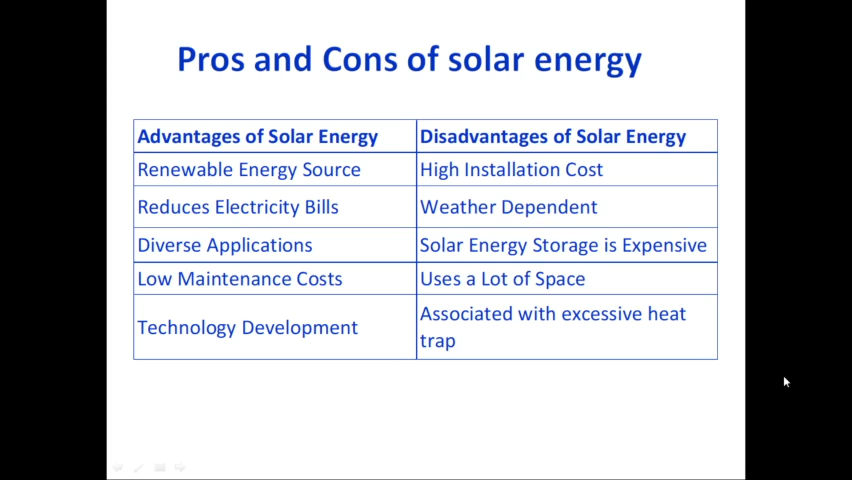 Pros and Cons of solar energy
Advantages of Solar Energy
Disadvantages of Solar Energy
Renewable Energy Source
High Installation Cost
Reduces Electricity Bills
Weather Dependent
Diverse Applications
Solar Energy Storage is Expensive
Low Maintenance Costs
Uses a Lot of Space
Technology Development
Associated with excessive heat
trap